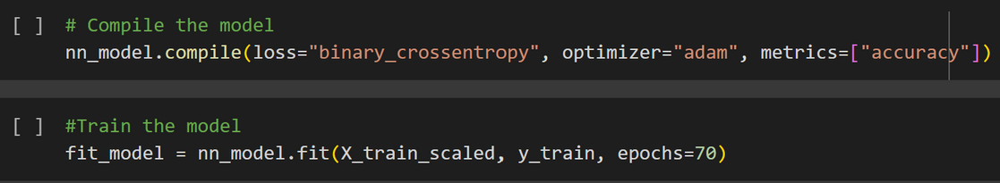 [ ] # Compile the model
nn_model.compile(loss="binary_crossentropy", optimizer="adam", metrics=["accuracy"])
[ ] #Train the model
fit_model = nn_model.fit(X_train_scaled, y_train, epochs=70)